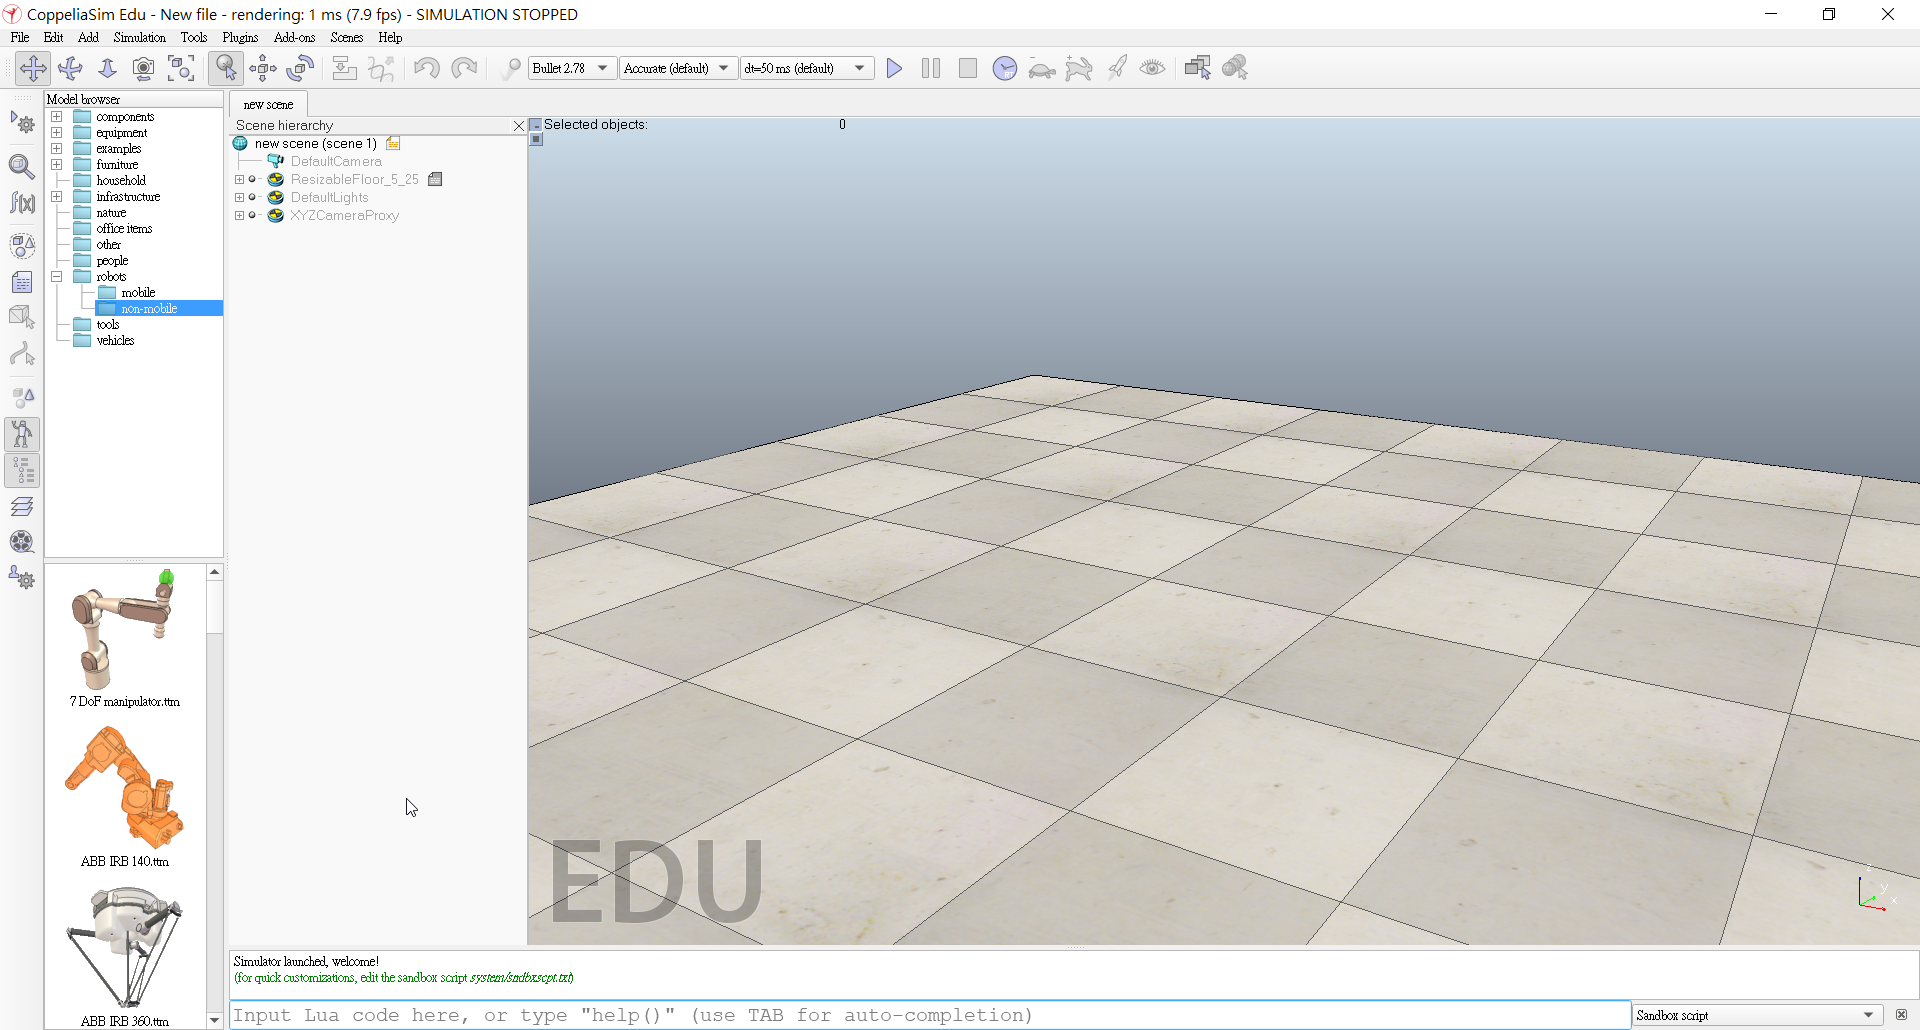 CoppeliaSim Edu - New file - rendering: 1 ms (7.9 fps) - SIMULATION STOPPED
File Edit Add Simulation Tools Plugins Add-ons Scenes Help
Bullet 2.78 Accurate (default) dt=50 ms (default)
Model browser
components
equipment
examples
furniture
household
infrastructure
nature
office items
other
people
robots
mobile
non-mobile
tools
vehicles
7 DoF manipulator.ttm
ABB IRB 140.ttm
ABB IRB 360.ttm
new scene
Scene hierarchy
new scene (scene 1)
DefaultCamera
ResizableFloor_5_25
DefaultLights
XYZCameraProxy
Selected objects: 0
EDU
z
y
x
Simulator launched, welcome!
(for quick customizations, edit the sandbox script system/sndbxscpt.txt)
Input Lua code here, or type "help()" (use TAB for auto-completion)
Sandbox script